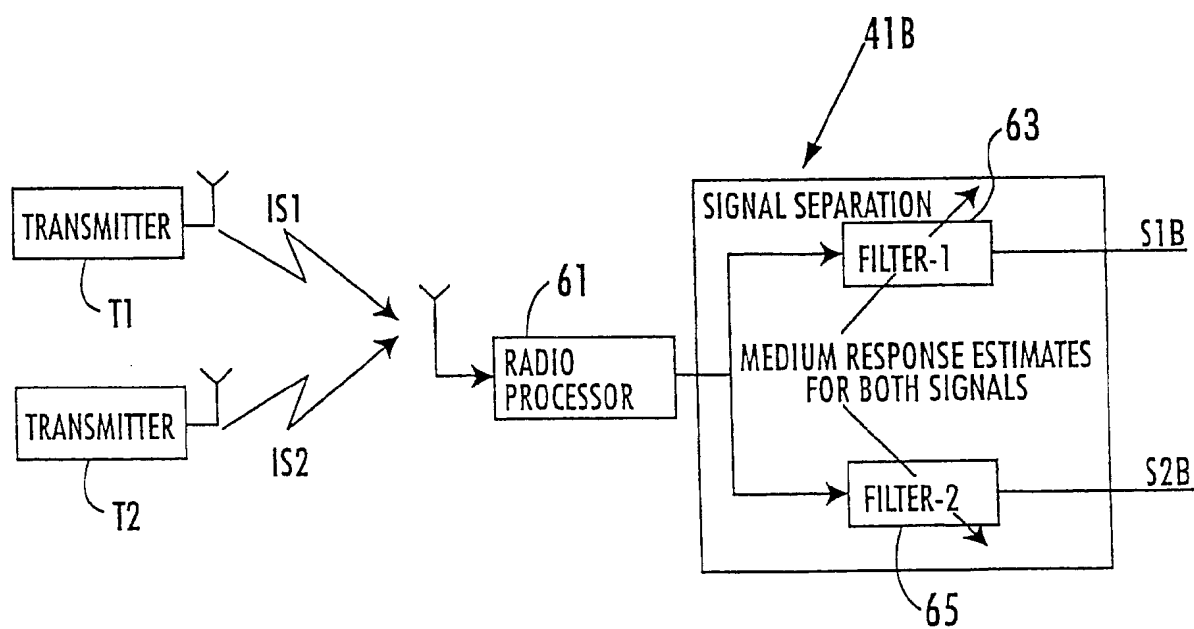 41B
63
SIGNAL SEPARATION
TRANSMITTER
IS1
FILTER-1
S1B
T1
61
RADIO
PROCESSOR
MEDIUM RESPONSE ESTIMATES
FOR BOTH SIGNALS
TRANSMITTER
IS2
FILTER-2
S2B
T2
65